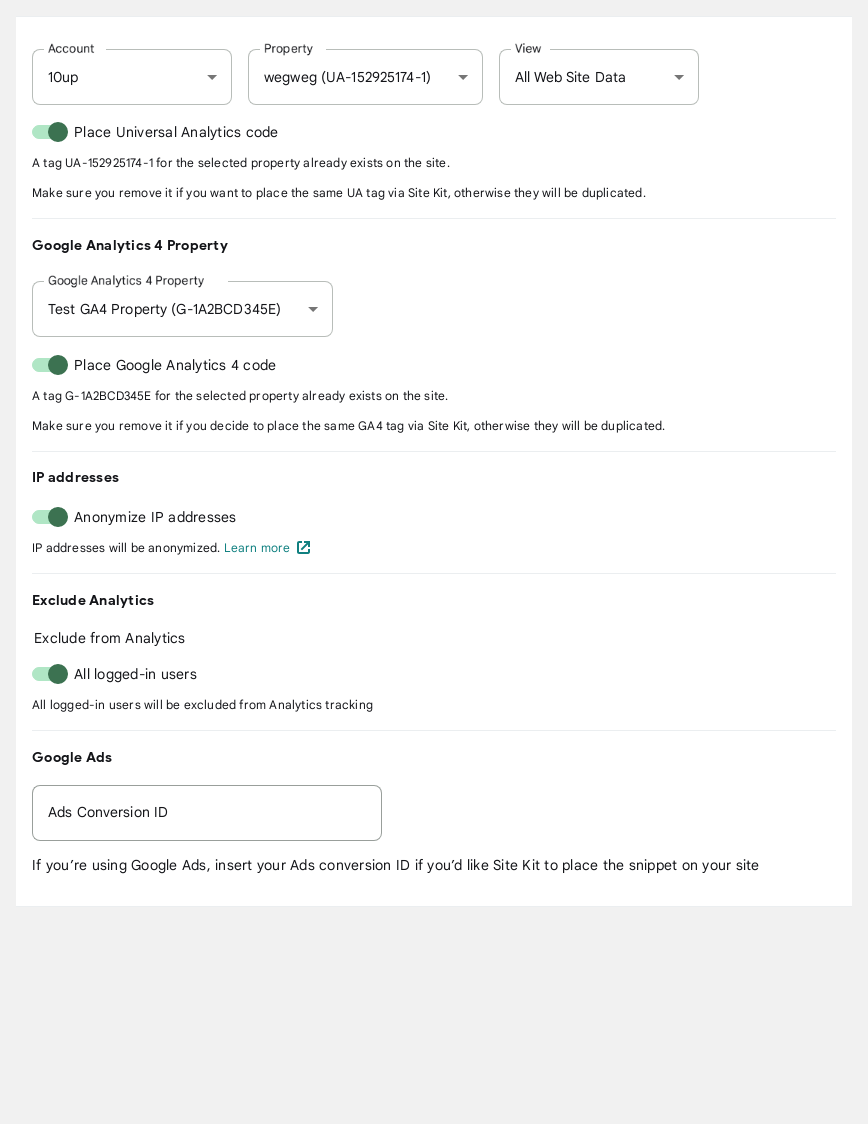 Account Property View
10up wegweg (UA-152925174-1) All Web Site Data
Place Universal Analytics code
A tag UA-152925174-1 for the selected property already exists on the site.
Make sure you remove it if you want to place the same UA tag via Site Kit, otherwise they will be duplicated.
Google Analytics 4 Property
Google Analytics 4 Property
Test GA4 Property (G-1A2BCD345E)
Place Google Analytics 4 code
A tag G-1A2BCD345E for the selected property already exists on the site.
Make sure you remove it if you decide to place the same GA4 tag via Site Kit, otherwise they will be duplicated.
IP addresses
Anonymize IP addresses
IP addresses will be anonymized. Learn more
Exclude Analytics
Exclude from Analytics
All logged-in users
All logged-in users will be excluded from Analytics tracking
Google Ads
Ads Conversion ID
If you’re using Google Ads, insert your Ads conversion ID if you’d like Site Kit to place the snippet on your site